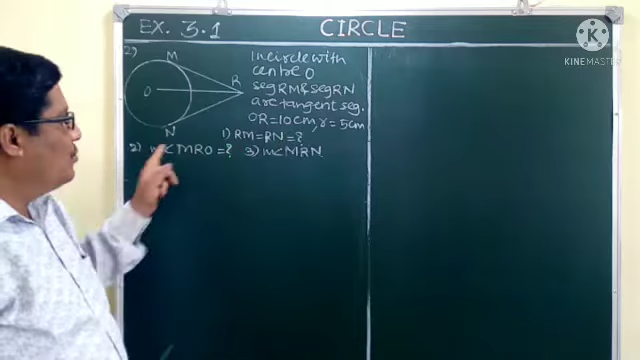 EX. 3.1
CIRCLE
2)
M
In circle with
centre O
seg RM & seg RN
are tangent seg.
OR=10cm, r=5cm
R
O
N
1) RM=RN=?
2) m<MRO=? 3) m<MRN
KINEMASTER